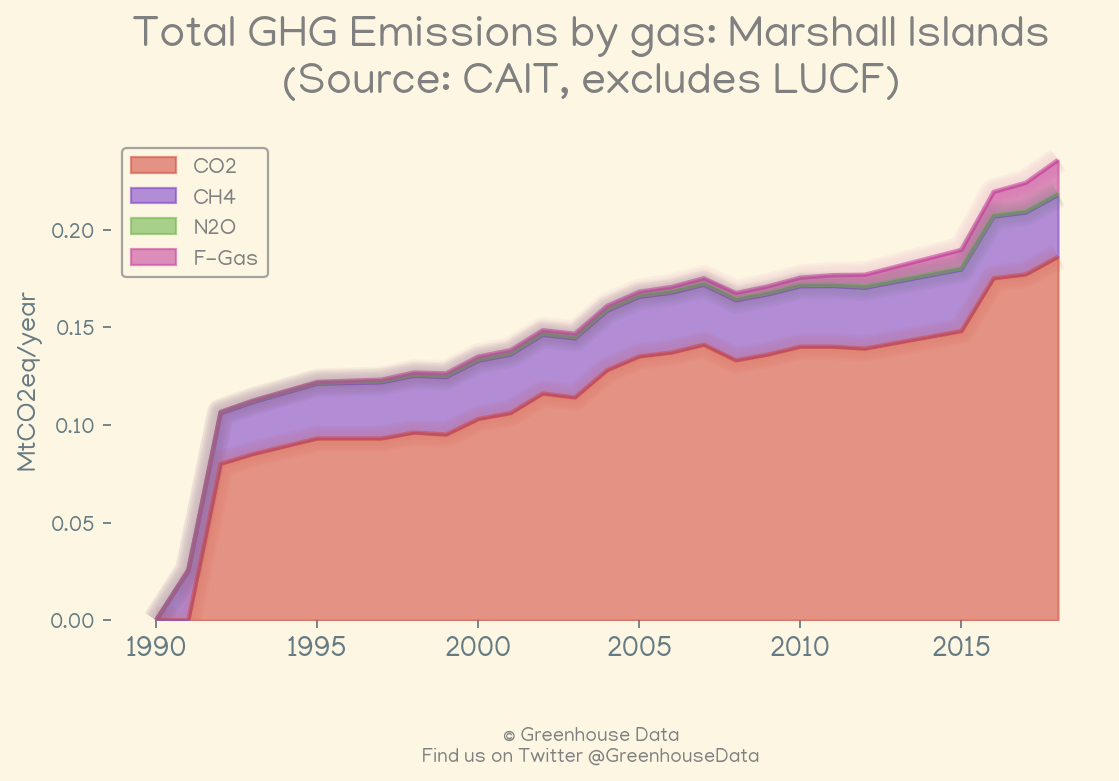 Total GHG Emissions by gas: Marshall Islands
(Source: CAIT, excludes LUCF)
CO2
CH4
N2O
F-Gas
MtCO2eq/year
0.20
0.15
0.10
0.05
0.00
1990 1995 2000 2005 2010 2015
© Greenhouse Data
Find us on Twitter @GreenhouseData